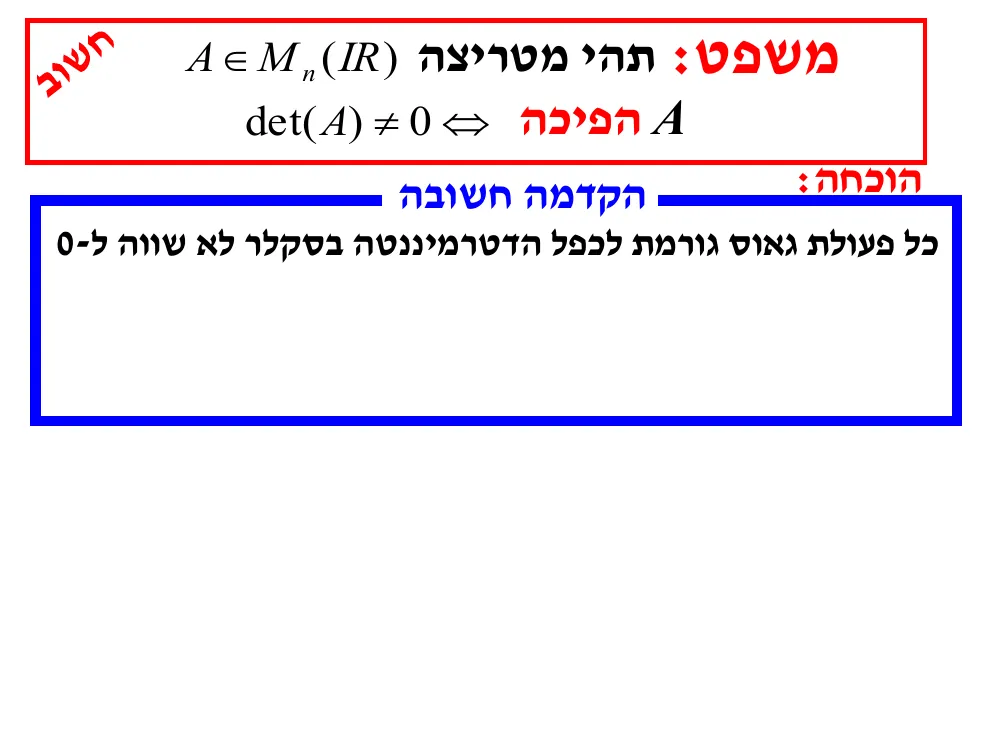 חשוב
משפט: תהי מטריצה A ∈ M_n(IR)
A הפיכה ⇔ det(A) ≠ 0
הוכחה:
הקדמה חשובה
כל פעולת גאוס גורמת לכפל הדטרמיננטה בסקלר לא שווה ל-0